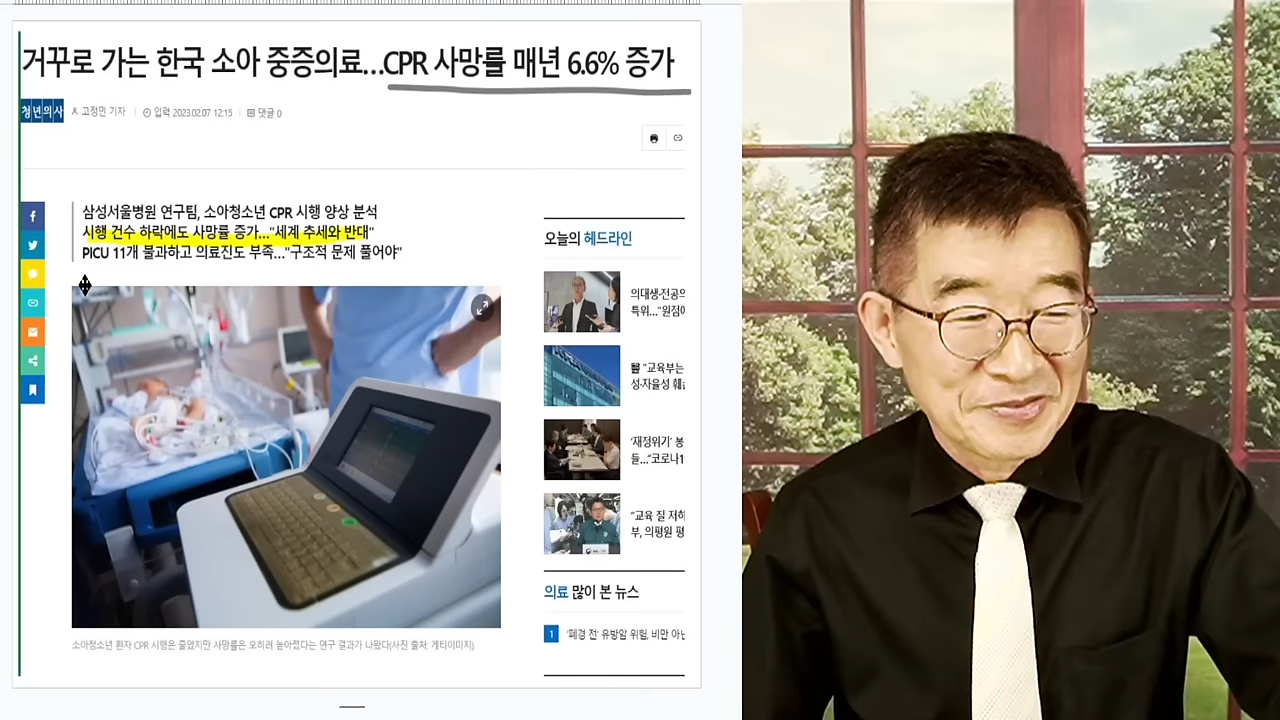 거꾸로 가는 한국 소아 중증의료...CPR 사망률 매년 6.6% 증가
청년의사 고정민 기자 입력 2023.02.07 12:15 댓글 0
삼성서울병원 연구팀, 소아청소년 CPR 시행 양상 분석
시행 건수 하락에도 사망률 증가..."세계 추세와 반대"
PICU 11개 불과하고 의료진도 부족..."구조적 문제 풀어야"
소아청소년 환자 CPR 시행은 줄었지만 사망률은 오히려 높아졌다는 연구 결과가 나왔다(사진 출처: 게티이미지).
오늘의 헤드라인
의대생·전공의
특위..."원점에
"교육부는
성·자율성 훼
'재정위기' 봉
들..."코로나1
"교육 질 저하
부, 의평원 평
의료 많이 본 뉴스
1 '폐경 전' 유방암 위험, 비만 아닌